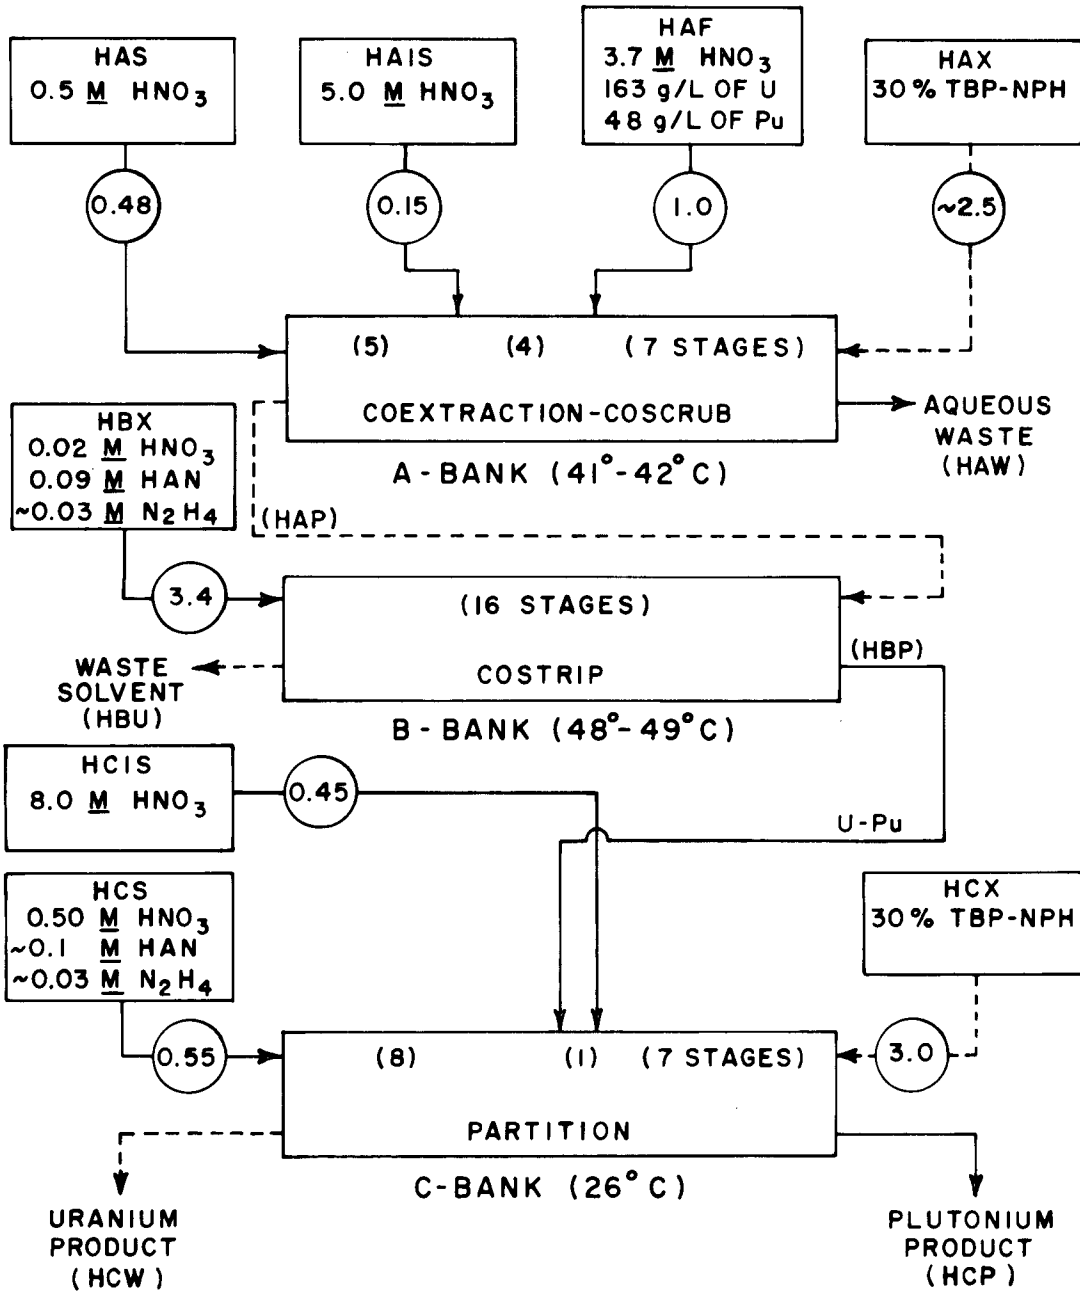 HAS
0.5 M HNO3
HAIS
5.0 M HNO3
HAF
3.7 M HNO3
163 g/L OF U
48 g/L OF Pu
HAX
30% TBP-NPH
0.48
0.15
1.0
~2.5
(5) (4) (7 STAGES)
COEXTRACTION-COSCRUB
A-BANK (41°-42°C)
AQUEOUS
WASTE
(HAW)
HBX
0.02 M HNO3
0.09 M HAN
~0.03 M N2H4
(HAP)
3.4
(16 STAGES)
COSTRIP
B-BANK (48°-49°C)
(HBP)
WASTE
SOLVENT
(HBU)
HCIS
8.0 M HNO3
0.45
U-Pu
HCS
0.50 M HNO3
~0.1 M HAN
~0.03 M N2H4
HCX
30% TBP-NPH
0.55
3.0
(8) (1) (7 STAGES)
PARTITION
C-BANK (26°C)
URANIUM
PRODUCT
(HCW)
PLUTONIUM
PRODUCT
(HCP)